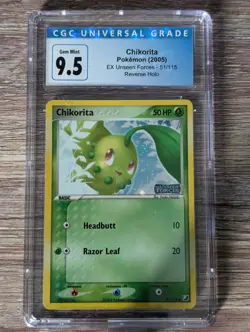 CGC UNIVERSAL GRADE
Gem Mint
9.5
Chikorita
Pokémon (2005)
EX Unseen Forces - 51/115
Reverse Holo
Chikorita
50 HP
BASIC
Headbutt 10
Razor Leaf 20